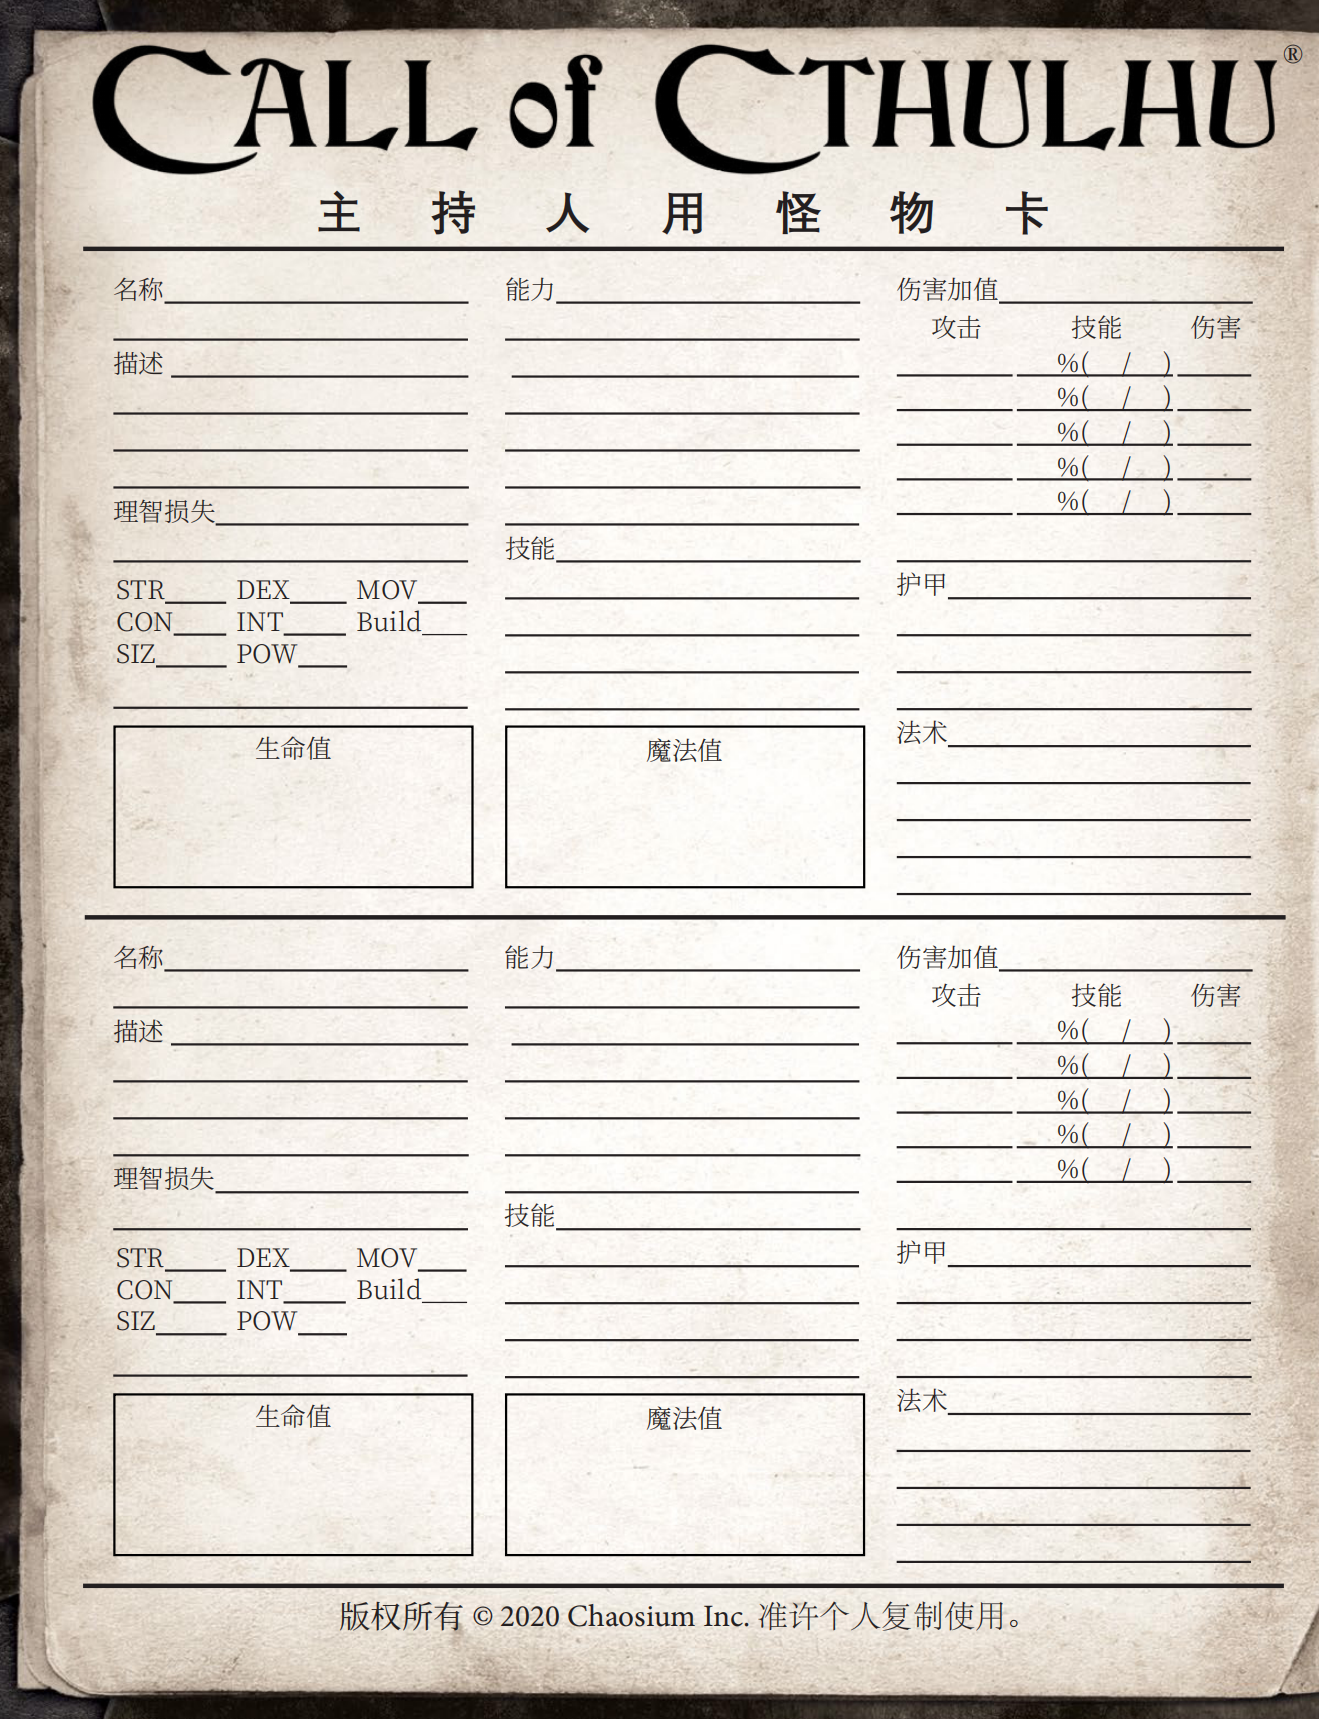 CALL of CTHULHU®
主持人用怪物卡
名称
描述
理智损失
STR DEX MOV
CON INT Build
SIZ POW
生命值
能力
技能
魔法值
伤害加值
攻击 技能 伤害
%( / )
%( / )
%( / )
%( / )
%( / )
护甲
法术
名称
描述
理智损失
STR DEX MOV
CON INT Build
SIZ POW
生命值
能力
技能
魔法值
伤害加值
攻击 技能 伤害
%( / )
%( / )
%( / )
%( / )
%( / )
护甲
法术
版权所有 © 2020 Chaosium Inc. 准许个人复制使用。